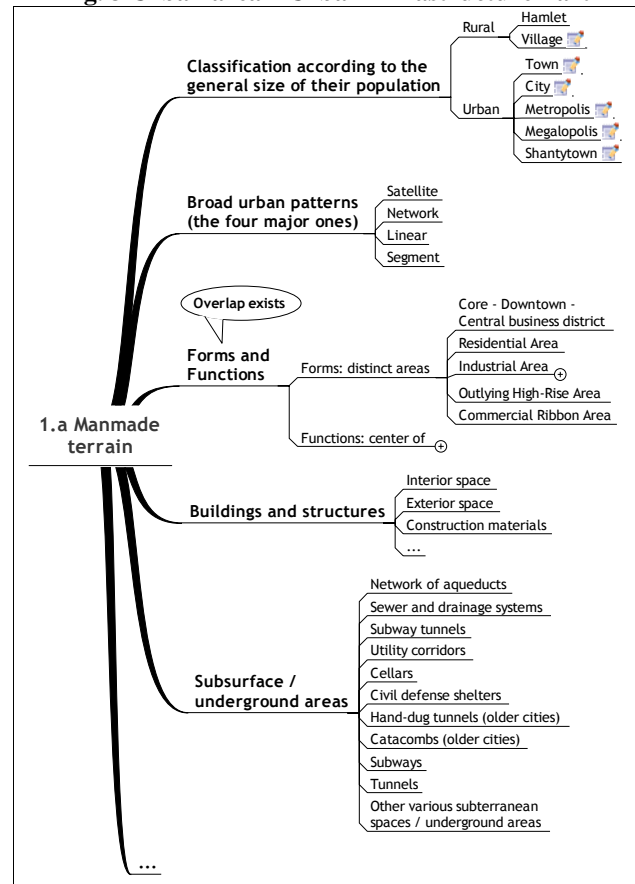 Rural
Hamlet
Village
Classification according to the
general size of their population
Urban
Town
City
Metropolis
Megalopolis
Shantytown
Broad urban patterns
(the four major ones)
Satellite
Network
Linear
Segment
Overlap exists
Forms and
Functions
Forms: distinct areas
Core - Downtown -
Central business district
Residential Area
Industrial Area
Outlying High-Rise Area
Commercial Ribbon Area
Functions: center of
1.a Manmade
terrain
Buildings and structures
Interior space
Exterior space
Construction materials
...
Subsurface /
underground areas
Network of aqueducts
Sewer and drainage systems
Subway tunnels
Utility corridors
Cellars
Civil defense shelters
Hand-dug tunnels (older cities)
Catacombs (older cities)
Subways
Tunnels
Other various subterranean
spaces / underground areas
...